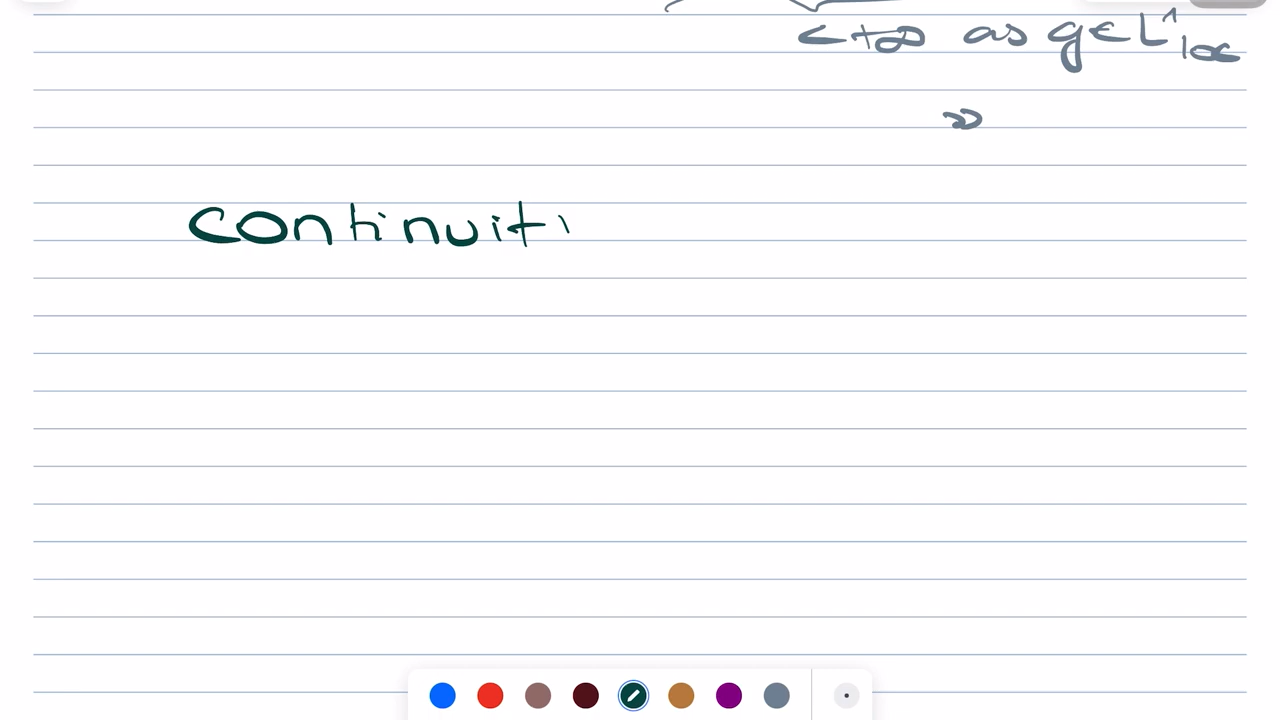 < +∞ as g ∈ L¹loc
»
continuit